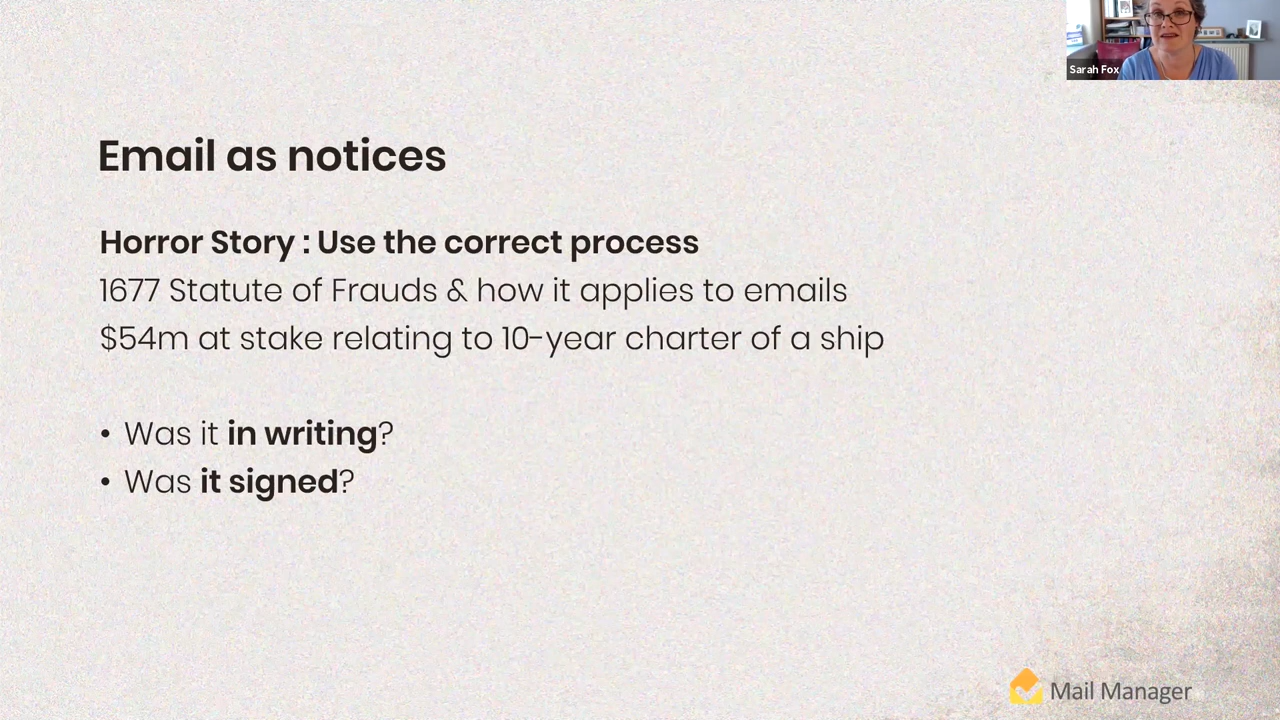 Sarah Fox
Email as notices
Horror Story : Use the correct process
1677 Statute of Frauds & how it applies to emails
$54m at stake relating to 10-year charter of a ship
• Was it in writing?
• Was it signed?
Mail Manager